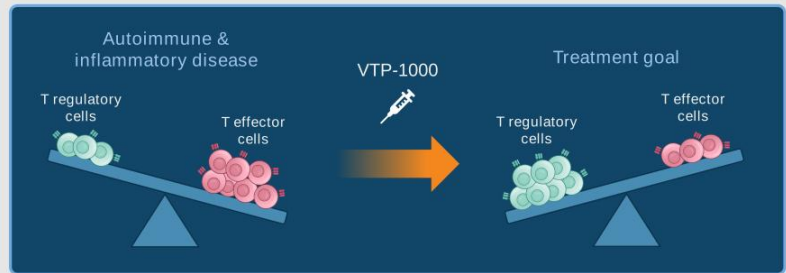 Autoimmune &
inflammatory disease
T regulatory
cells
T effector
cells
VTP-1000
Treatment goal
T regulatory
cells
T effector
cells